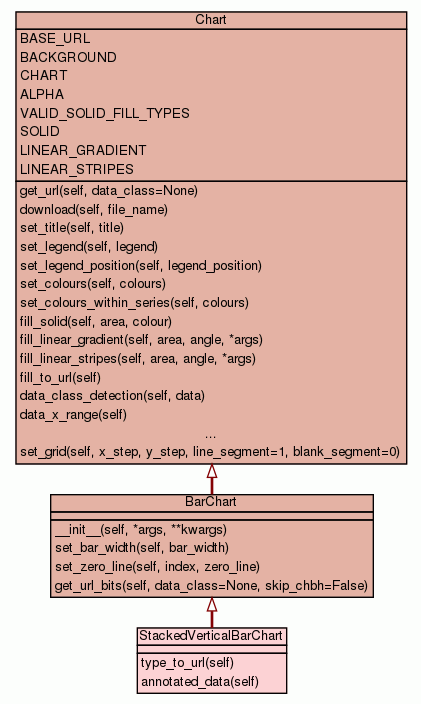 Chart
BASE_URL
BACKGROUND
CHART
ALPHA
VALID_SOLID_FILL_TYPES
SOLID
LINEAR_GRADIENT
LINEAR_STRIPES
get_url(self, data_class=None)
download(self, file_name)
set_title(self, title)
set_legend(self, legend)
set_legend_position(self, legend_position)
set_colours(self, colours)
set_colours_within_series(self, colours)
fill_solid(self, area, colour)
fill_linear_gradient(self, area, angle, *args)
fill_linear_stripes(self, area, angle, *args)
fill_to_url(self)
data_class_detection(self, data)
data_x_range(self)
...
set_grid(self, x_step, y_step, line_segment=1, blank_segment=0)
BarChart
__init__(self, *args, **kwargs)
set_bar_width(self, bar_width)
set_zero_line(self, index, zero_line)
get_url_bits(self, data_class=None, skip_chbh=False)
StackedVerticalBarChart
type_to_url(self)
annotated_data(self)